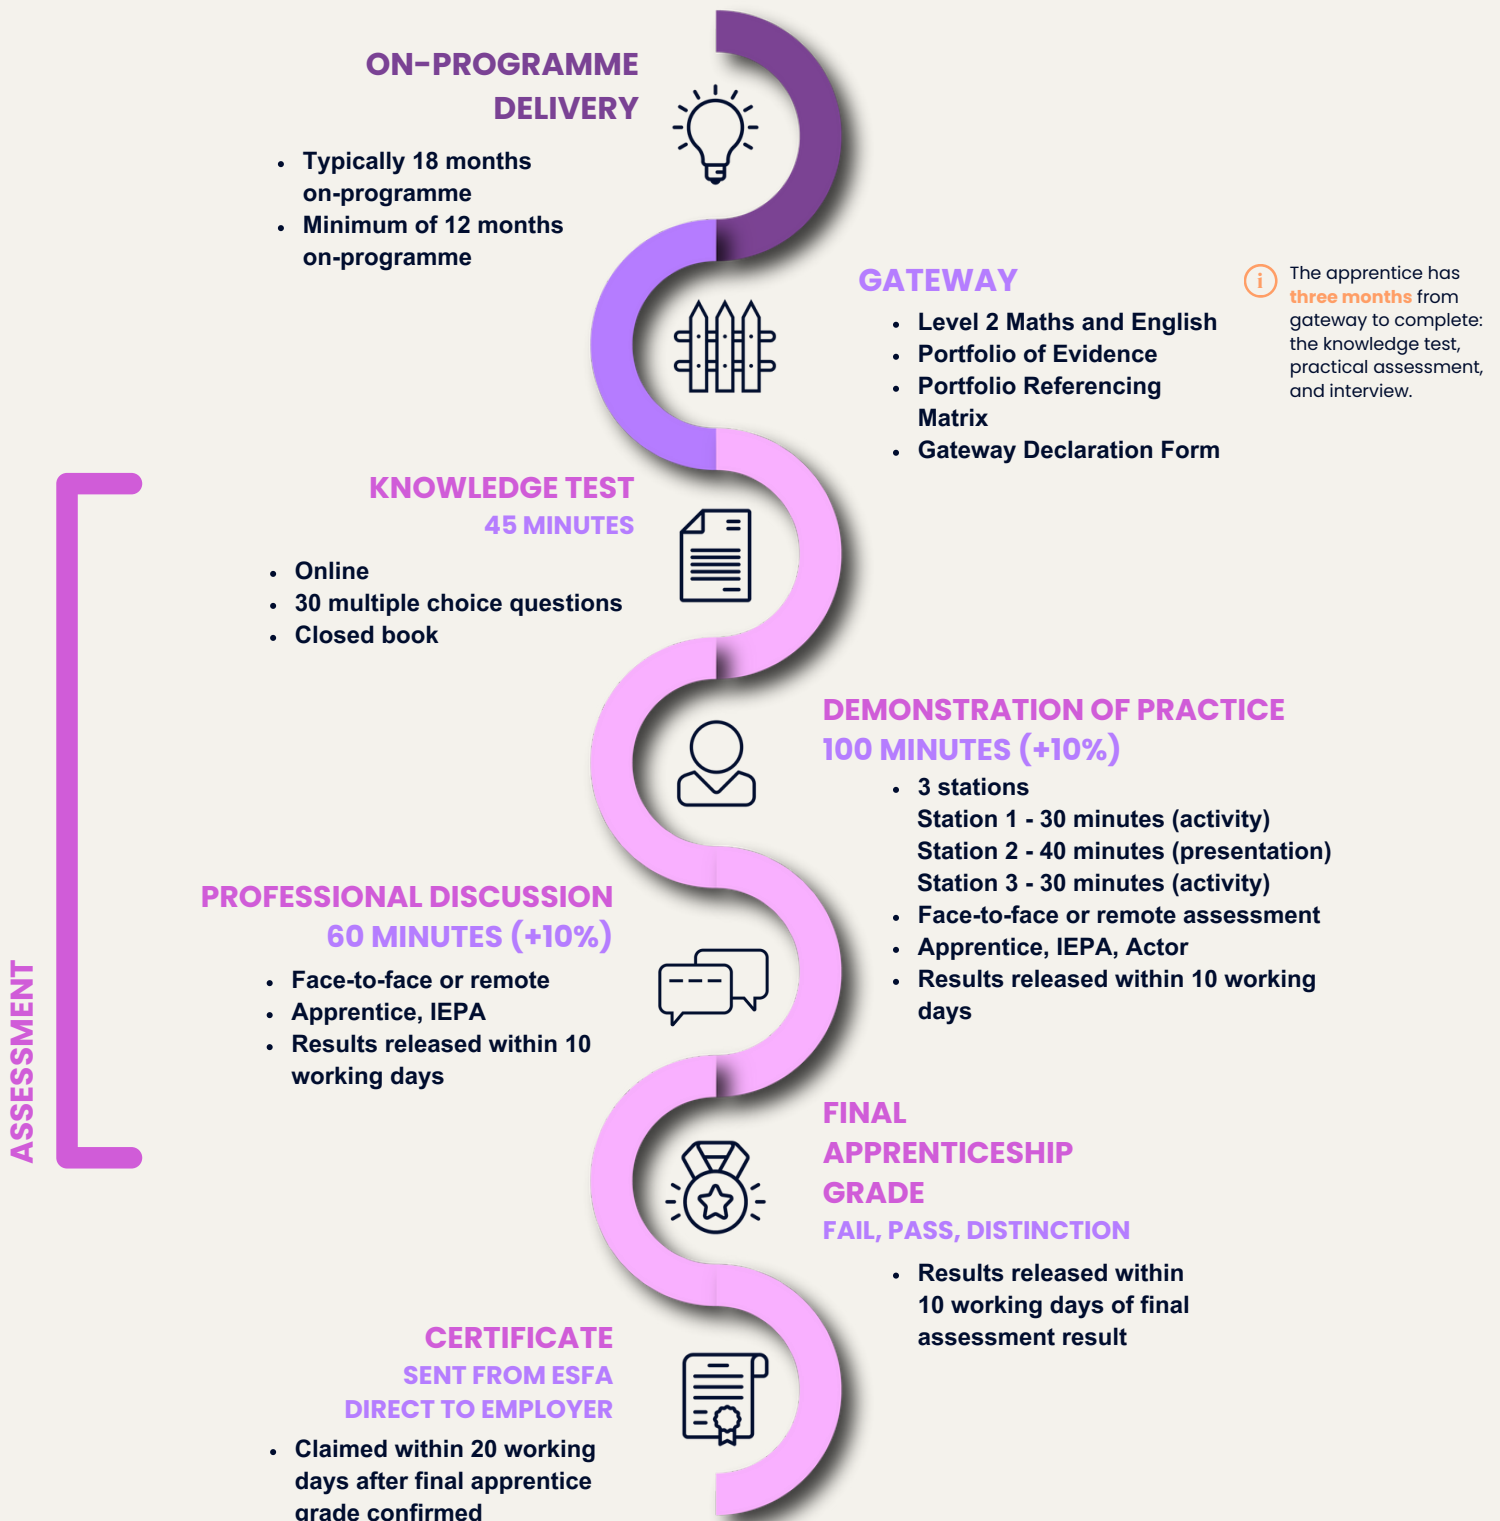 ON-PROGRAMME
DELIVERY
• Typically 18 months
on-programme
• Minimum of 12 months
on-programme
GATEWAY
• Level 2 Maths and English
• Portfolio of Evidence
• Portfolio Referencing
Matrix
• Gateway Declaration Form
i
The apprentice has
three months from
gateway to complete:
the knowledge test,
practical assessment,
and interview.
ASSESSMENT
KNOWLEDGE TEST
45 MINUTES
• Online
• 30 multiple choice questions
• Closed book
DEMONSTRATION OF PRACTICE
100 MINUTES (+10%)
• 3 stations
Station 1 - 30 minutes (activity)
Station 2 - 40 minutes (presentation)
Station 3 - 30 minutes (activity)
• Face-to-face or remote assessment
• Apprentice, IEPA, Actor
• Results released within 10 working
days
PROFESSIONAL DISCUSSION
60 MINUTES (+10%)
• Face-to-face or remote
• Apprentice, IEPA
• Results released within 10
working days
FINAL
APPRENTICESHIP
GRADE
FAIL, PASS, DISTINCTION
• Results released within
10 working days of final
assessment result
CERTIFICATE
SENT FROM ESFA
DIRECT TO EMPLOYER
• Claimed within 20 working
days after final apprentice
grade confirmed